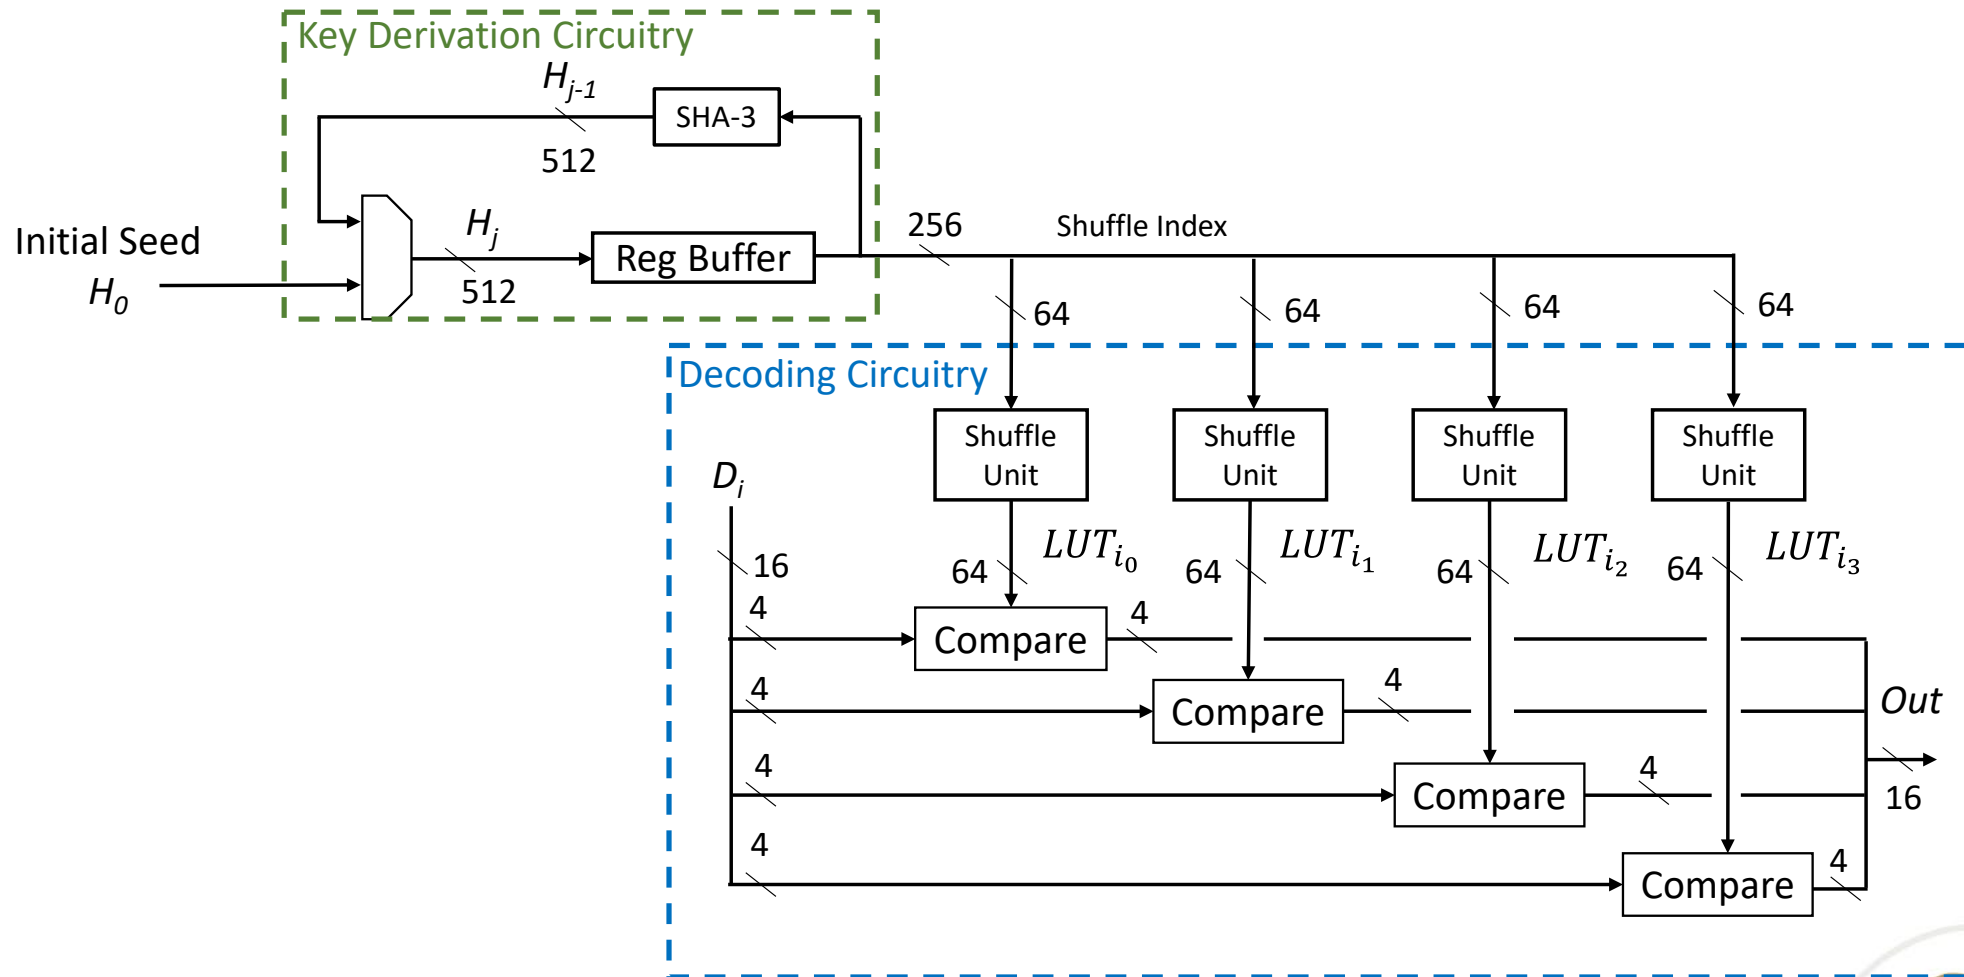 Key Derivation Circuitry
H_{j-1}
SHA-3
512
Initial Seed
H_0
H_j
512
Reg Buffer
256
Shuffle Index
64
64
64
64
Decoding Circuitry
Shuffle
Unit
Shuffle
Unit
Shuffle
Unit
Shuffle
Unit
D_i
16
64
LUT_{i_0}
64
LUT_{i_1}
64
LUT_{i_2}
64
LUT_{i_3}
4
Compare
4
4
Compare
4
4
Compare
4
4
Compare
4
Out
16